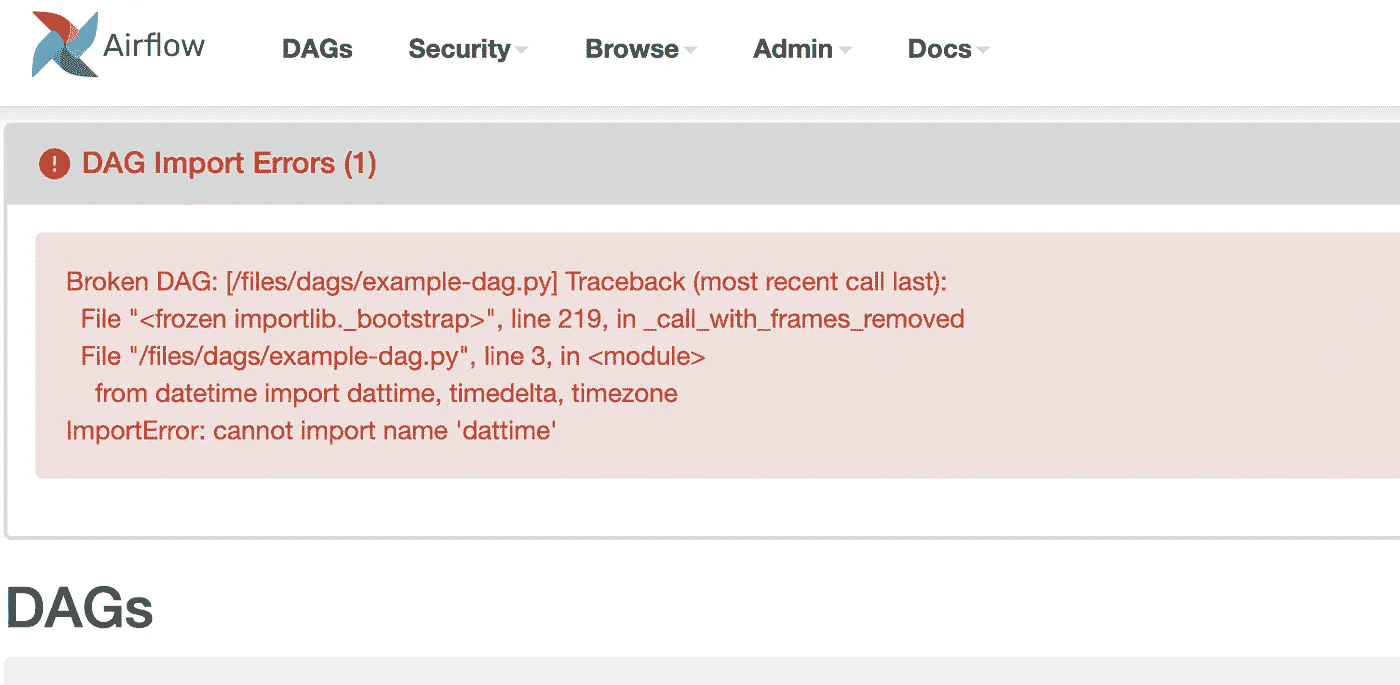 Airflow DAGs Security Browse Admin Docs
! DAG Import Errors (1)
Broken DAG: [/files/dags/example-dag.py] Traceback (most recent call last):
File "<frozen importlib._bootstrap>", line 219, in _call_with_frames_removed
File "/files/dags/example-dag.py", line 3, in <module>
from datetime import dattime, timedelta, timezone
ImportError: cannot import name 'dattime'
DAGs